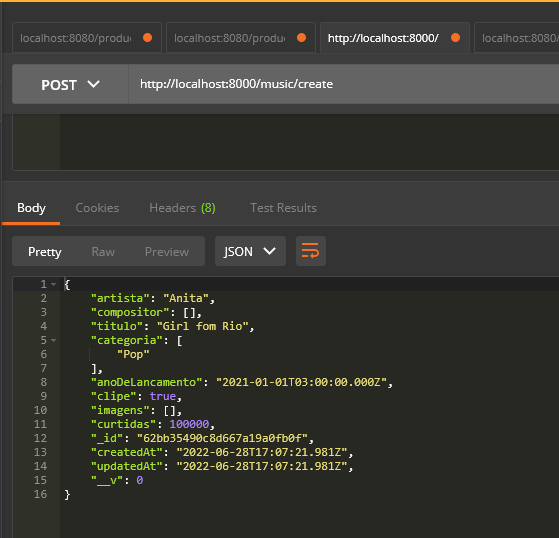 localhost:8080/produ
localhost:8080/produ
http://localhost:8000/
localhost:8080/
POST
http://localhost:8000/music/create
Body
Cookies
Headers (8)
Test Results
Pretty
Raw
Preview
JSON
1 {
2 "artista": "Anita",
3 "compositor": [],
4 "titulo": "Girl fom Rio",
5 "categoria": [
6 "Pop"
7 ],
8 "anoDeLancamento": "2021-01-01T03:00:00.000Z",
9 "clipe": true,
10 "imagens": [],
11 "curtidas": 100000,
12 "_id": "62bb35490c8d667a19a0fb0f",
13 "createdAt": "2022-06-28T17:07:21.981Z",
14 "updatedAt": "2022-06-28T17:07:21.981Z",
15 "__v": 0
16 }